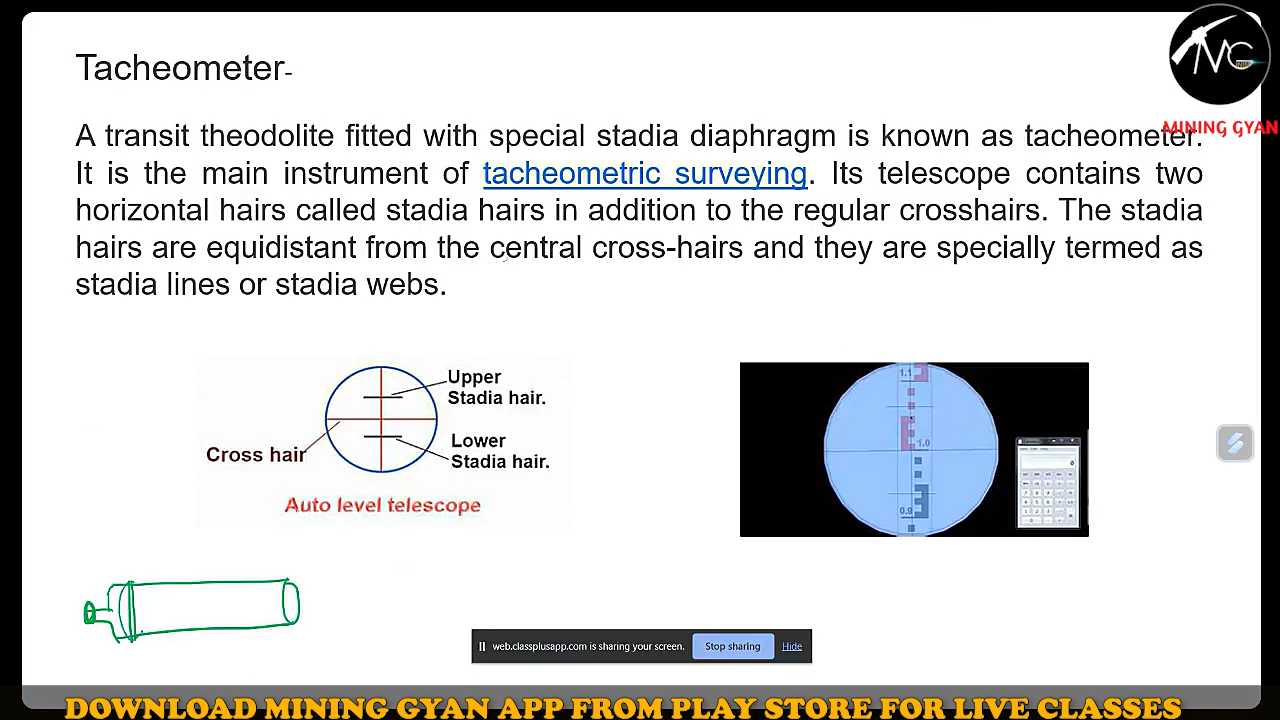 Tacheometer-
MG
MINING GYAN
A transit theodolite fitted with special stadia diaphragm is known as tacheometer.
It is the main instrument of tacheometric surveying. Its telescope contains two
horizontal hairs called stadia hairs in addition to the regular crosshairs. The stadia
hairs are equidistant from the central cross-hairs and they are specially termed as
stadia lines or stadia webs.
Upper
Stadia hair.
Cross hair
Lower
Stadia hair.
Auto level telescope
1.1
1.0
0.9
web.classplusapp.com is sharing your screen. Stop sharing Hide
DOWNLOAD MINING GYAN APP FROM PLAY STORE FOR LIVE CLASSES